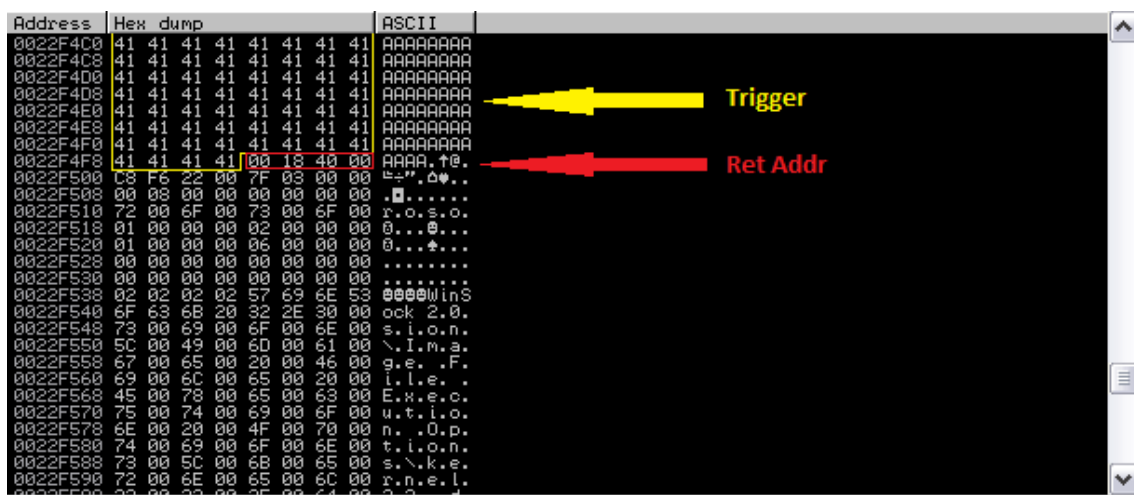 Address Hex dump ASCII
0022F4C0 41 41 41 41 41 41 41 41 AAAAAAAA
0022F4C8 41 41 41 41 41 41 41 41 AAAAAAAA
0022F4D0 41 41 41 41 41 41 41 41 AAAAAAAA
0022F4D8 41 41 41 41 41 41 41 41 AAAAAAAA Trigger
0022F4E0 41 41 41 41 41 41 41 41 AAAAAAAA
0022F4E8 41 41 41 41 41 41 41 41 AAAAAAAA
0022F4F0 41 41 41 41 41 41 41 41 AAAAAAAA
0022F4F8 41 41 41 41 00 18 40 00 AAAA.↑@. Ret Addr
0022F500 C8 F6 22 00 7F 03 00 00 ╚÷".⌂♥..
0022F508 00 08 00 00 00 00 00 00 .◘......
0022F510 72 00 6F 00 73 00 6F 00 r.o.s.o.
0022F518 01 00 00 00 02 00 00 00 ☺...☻...
0022F520 01 00 00 00 06 00 00 00 ☺...♠...
0022F528 00 00 00 00 00 00 00 00 ........
0022F530 00 00 00 00 00 00 00 00 ........
0022F538 02 02 02 02 57 69 6E 53 ☻☻☻☻WinS
0022F540 6F 63 6B 20 32 2E 30 00 ock 2.0.
0022F548 73 00 69 00 6F 00 6E 00 s.i.o.n.
0022F550 5C 00 49 00 6D 00 61 00 \.I.m.a.
0022F558 67 00 65 00 20 00 46 00 g.e. .F.
0022F560 69 00 6C 00 65 00 20 00 i.l.e. .
0022F568 45 00 78 00 65 00 63 00 E.x.e.c.
0022F570 75 00 74 00 69 00 6F 00 u.t.i.o.
0022F578 6E 00 20 00 4F 00 70 00 n. .O.p.
0022F580 74 00 69 00 6F 00 6E 00 t.i.o.n.
0022F588 73 00 5C 00 6B 00 65 00 s.\.k.e.
0022F590 72 00 6E 00 65 00 6C 00 r.n.e.l.